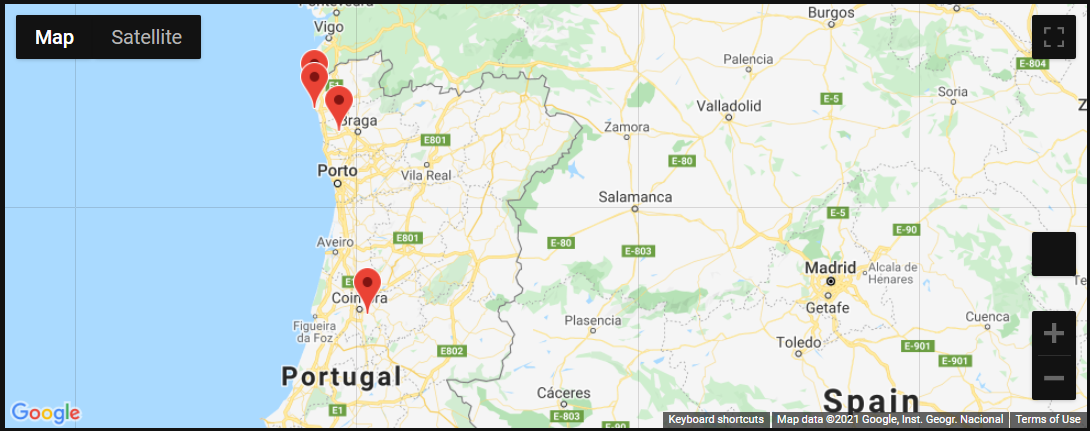 Pontevedra
Vigo
Burgos
Map
Satellite
E1
E-804
Palencia
Soria
Valladolid
E-5
Braga
Zamora
E801
Porto
Vila Real
E-80
Salamanca
E-5
E-90
Aveiro
E801
E-80
E-803
Madrid
Alcala de
Henares
Coimbra
Getafe
Figueira
da Foz
Plasencia
Cuenca
Toledo
E802
E-901
E-901
Portugal
Cáceres
Spain
E-803
Google
Keyboard shortcuts
Map data ©2021 Google, Inst. Geogr. Nacional
Terms of Use